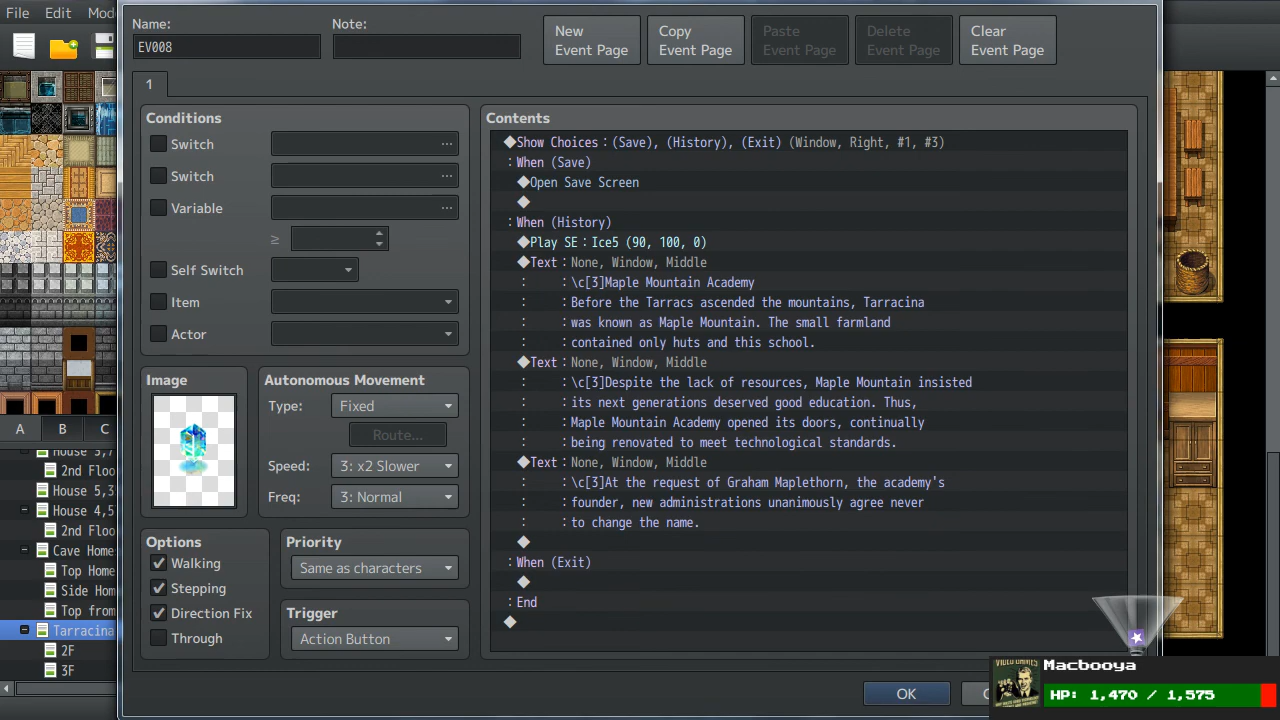 File Edit Mod
Name: Note:
EV008
New Event Page
Copy Event Page
Paste Event Page
Delete Event Page
Clear Event Page
1
Conditions
Switch ...
Switch ...
Variable ...
≥
Self Switch
Item
Actor
Image
Autonomous Movement
Type: Fixed
Route...
Speed: 3: x2 Slower
Freq: 3: Normal
Options
Walking
Stepping
Direction Fix
Through
Priority
Same as characters
Trigger
Action Button
Contents
◆Show Choices : (Save), (History), (Exit) (Window, Right, #1, #3)
: When (Save)
◆Open Save Screen
◆
: When (History)
◆Play SE : Ice5 (90, 100, 0)
◆Text : None, Window, Middle
: : \c[3]Maple Mountain Academy
: : Before the Tarracs ascended the mountains, Tarracina
: : was known as Maple Mountain. The small farmland
: : contained only huts and this school.
◆Text : None, Window, Middle
: : \c[3]Despite the lack of resources, Maple Mountain insisted
: : its next generations deserved good education. Thus,
: : Maple Mountain Academy opened its doors, continually
: : being renovated to meet technological standards.
◆Text : None, Window, Middle
: : \c[3]At the request of Graham Maplethorn, the academy's
: : founder, new administrations unanimously agree never
: : to change the name.
◆
: When (Exit)
◆
: End
◆
OK
A B C
House 3,7
2nd Floo
House 5,3
House 4,5
2nd Floo
Cave Home
Top Home
Side Hom
Top from
Tarracina
2F
3F
VIDEO GAMES
Macbooya
HP: 1,470 / 1,575